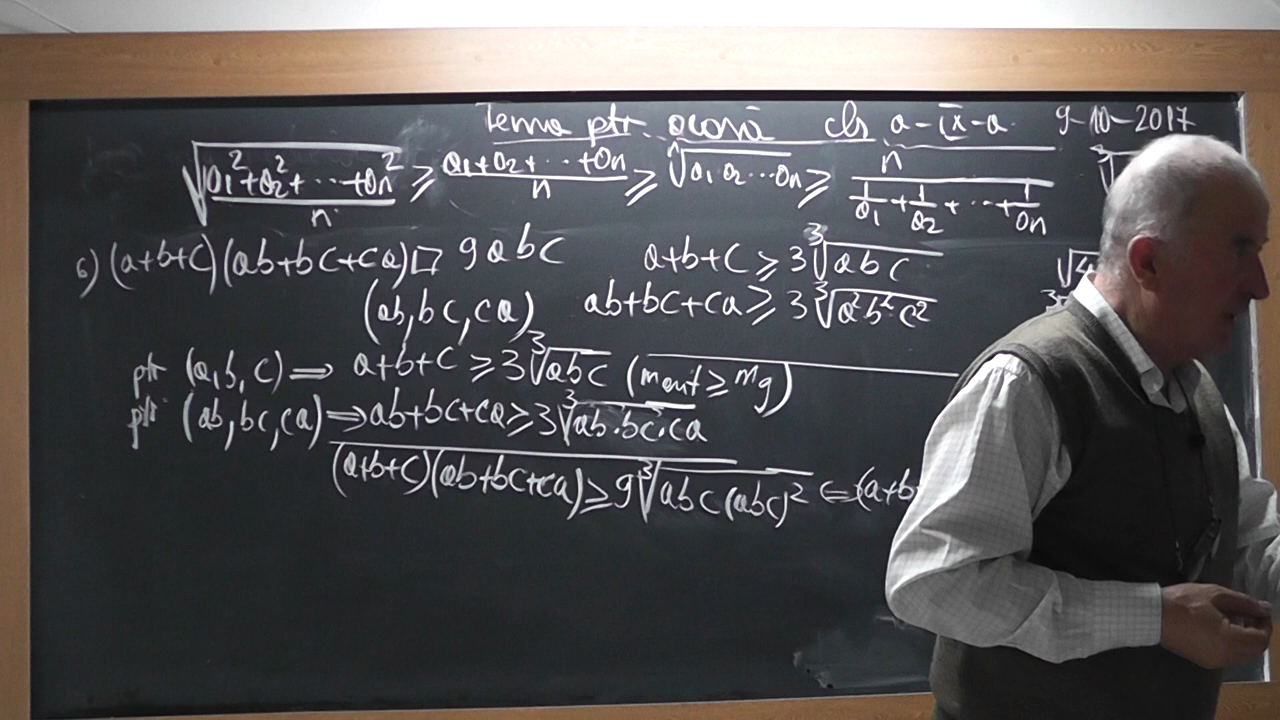 Tema ptr. acasă cls a-IX-a 9-10-2017
√((a₁²+a₂²+⋯+an²)/n) ≥ (a₁+a₂+⋯+an)/n ≥ ⁿ√(a₁a₂⋯an) ≥ n/(1/a₁+1/a₂+⋯+1/an)
6) (a+b+c)(ab+bc+ca) □ 9abc a+b+c ≥ 3∛(abc)
(ab,bc,ca) ab+bc+ca ≥ 3∛(a²b²c²)
ptr (a,b,c) ⇒ a+b+c ≥ 3∛(abc) (marit ≥ mg)
ptr (ab,bc,ca) ⇒ ab+bc+ca ≥ 3∛(ab·bc·ca)
(a+b+c)(ab+bc+ca) ≥ 9∛(abc(abc)²) ⇔ (a+b